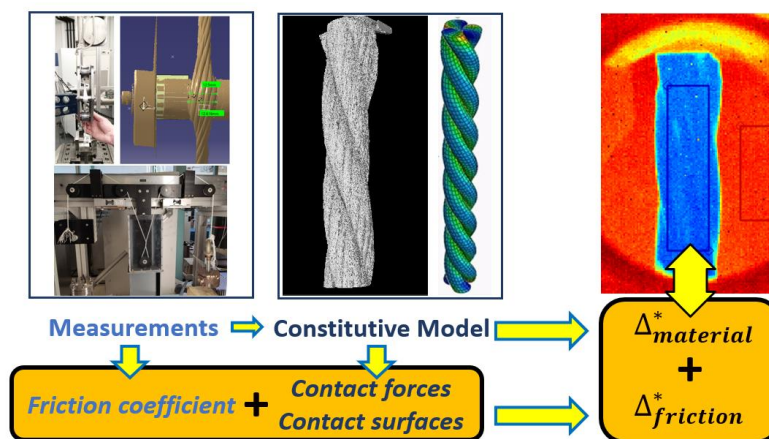 Measurements
Constitutive Model
Friction coefficient + Contact forces
Contact surfaces
Δ*material
+
Δ*friction